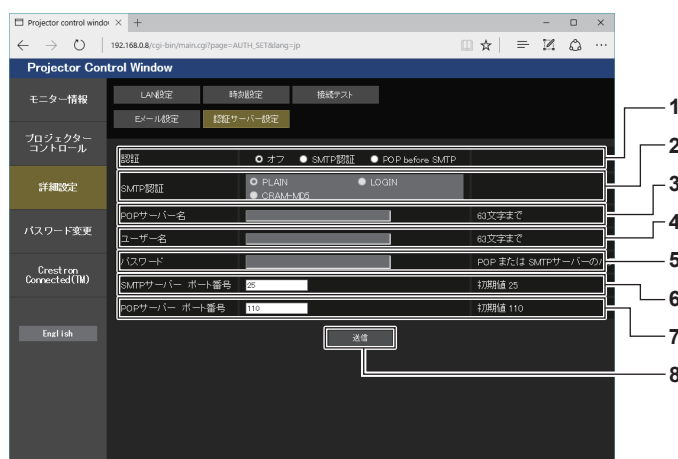 Projector control windov
192.168.0.8/cgi-bin/main.cgi?page=AUTH_SET&lang=jp
Projector Control Window
モニター情報
プロジェクター
コントロール
詳細設定
パスワード変更
Crestron
Connected(TM)
English
LAN設定 時刻設定 接続テスト
Eメール設定 認証サーバー設定
認証 オフ SMTP認証 POP before SMTP
SMTP認証 PLAIN LOGIN
CRAM-MD5
POPサーバー名 63文字まで
ユーザー名 63文字まで
パスワード POP または SMTPサーバーのパ
SMTPサーバー ポート番号 25 初期値 25
POPサーバー ポート番号 110 初期値 110
送信
1
2
3
4
5
6
7
8